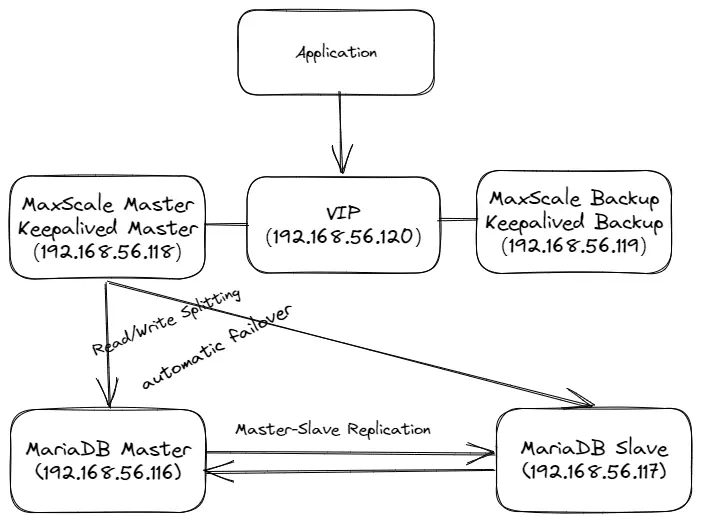 Application
MaxScale Master
Keepalived Master
(192.168.56.118)
VIP
(192.168.56.120)
MaxScale Backup
Keepalived Backup
(192.168.56.119)
Read/Write Splitting
automatic failover
Master-Slave Replication
MariaDB Master
(192.168.56.116)
MariaDB Slave
(192.168.56.117)